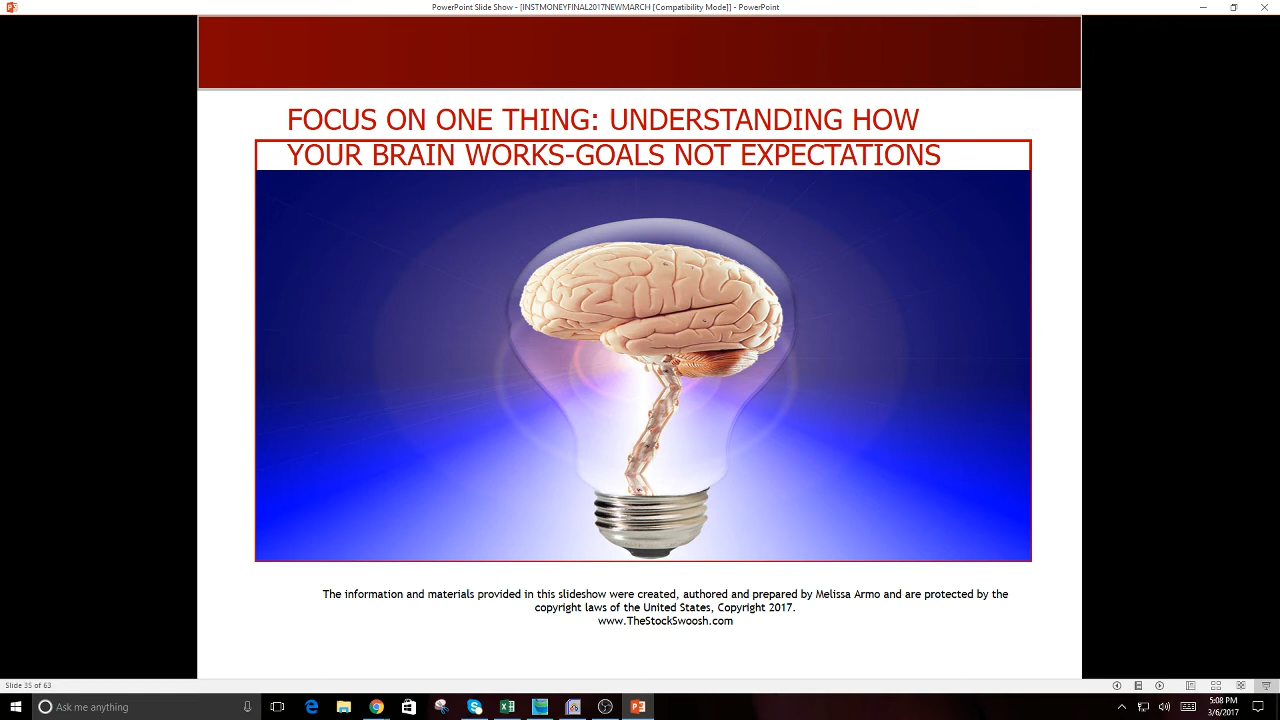 PowerPoint Slide Show - [INSTMONEYFINAL2017NEWMARCH [Compatibility Mode]] - PowerPoint
FOCUS ON ONE THING: UNDERSTANDING HOW
YOUR BRAIN WORKS-GOALS NOT EXPECTATIONS
The information and materials provided in this slideshow were created, authored and prepared by Melissa Armo and are protected by the
copyright laws of the United States, Copyright 2017.
www.TheStockSwoosh.com
Slide 35 of 63
Ask me anything
5:08 PM
3/6/2017